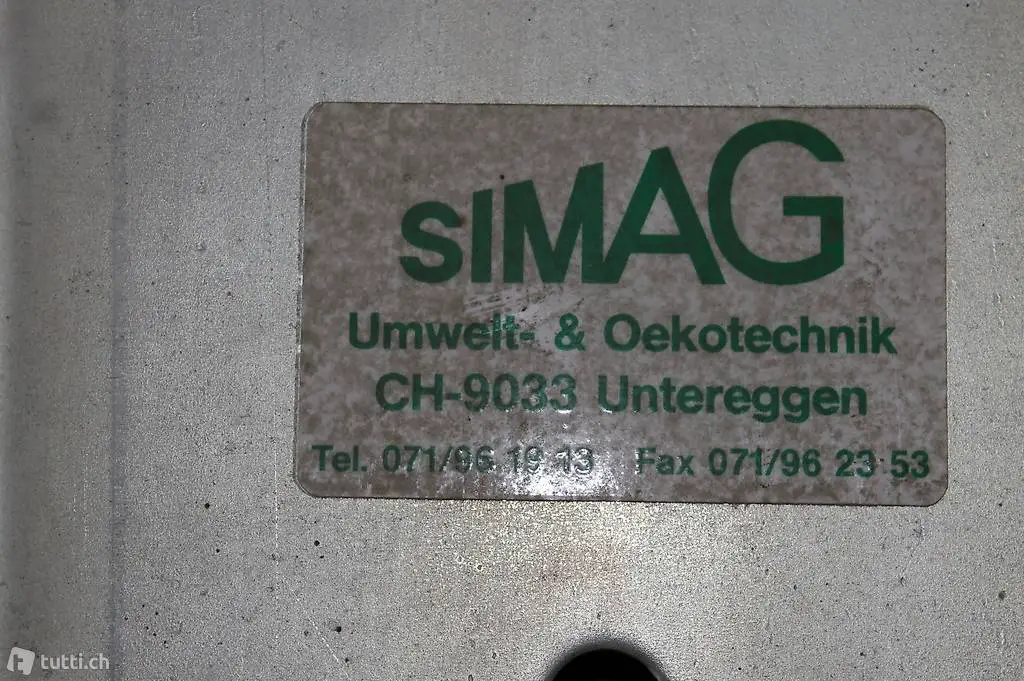 SIMAG
Umwelt- & Oekotechnik
CH-9033 Untereggen
Tel. 071/96 19 13 Fax 071/96 23 53
tutti.ch